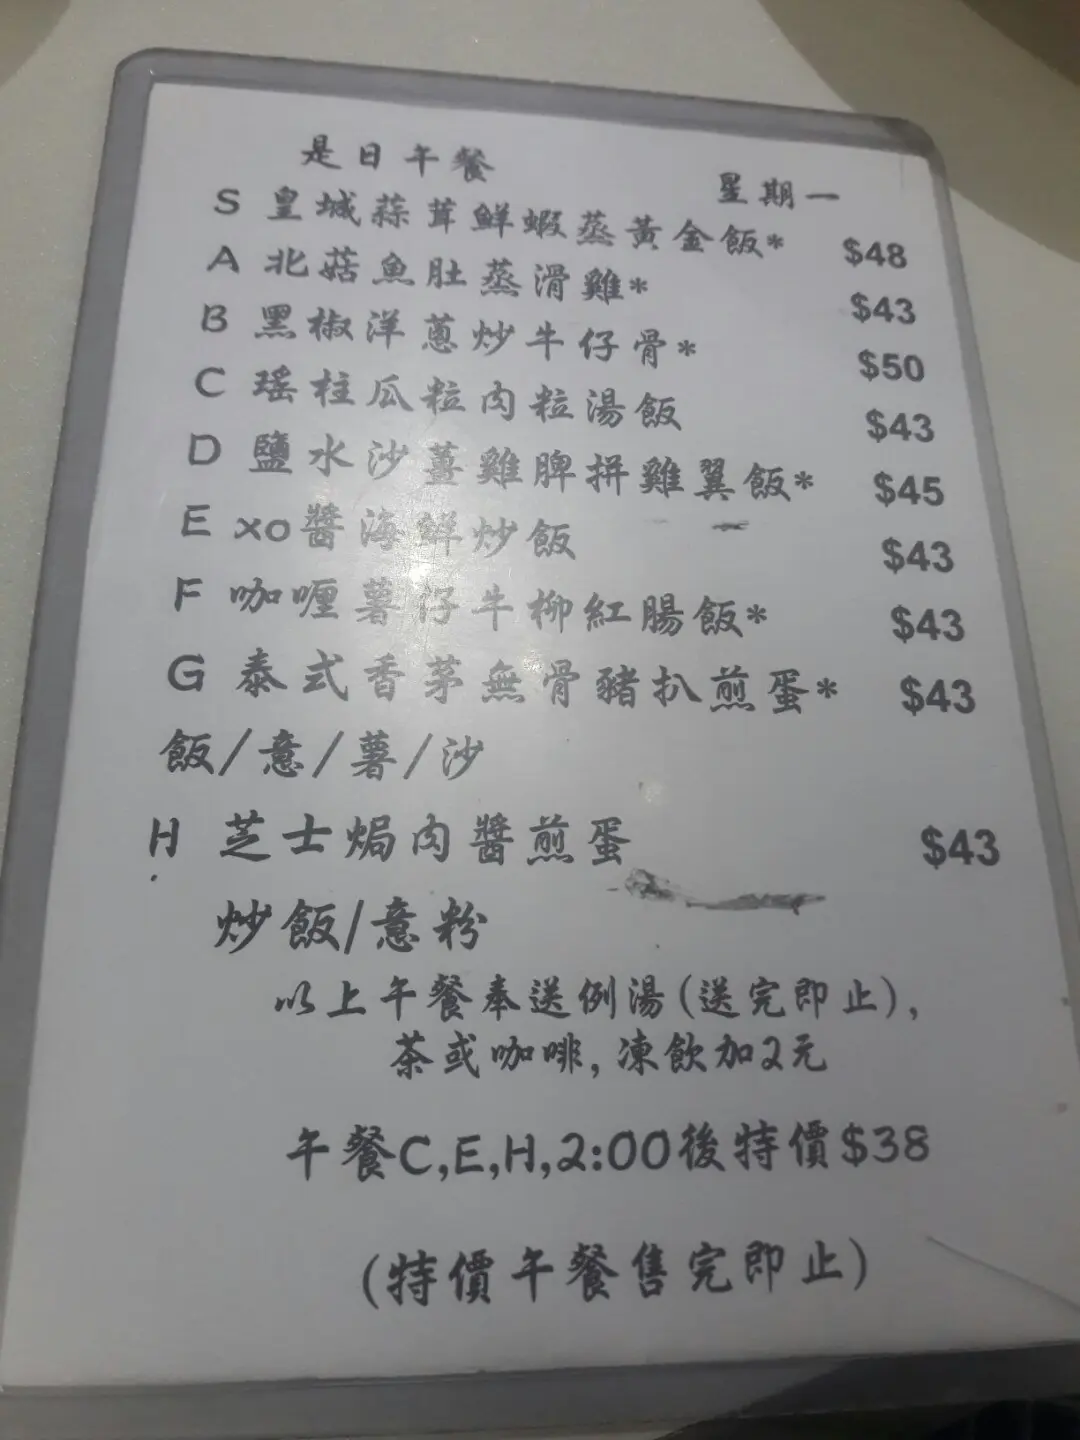 是日午餐 星期一
S 皇城蒜茸鮮蝦蒸黃金飯* $48
A 北菇魚肚蒸滑雞* $43
B 黑椒洋蔥炒牛仔骨* $50
C 瑤柱瓜粒肉粒湯飯 $43
D 鹽水沙薑雞脾拼雞翼飯* $45
E xo醬海鮮炒飯 $43
F 咖喱薯仔牛柳紅腸飯* $43
G 泰式香茅無骨豬扒煎蛋* $43
飯/意/薯/沙
H 芝士焗肉醬煎蛋 $43
炒飯/意粉
以上午餐奉送例湯(送完即止),
茶或咖啡,凍飲加2元
午餐C,E,H,2:00後特價$38
(特價午餐售完即止)